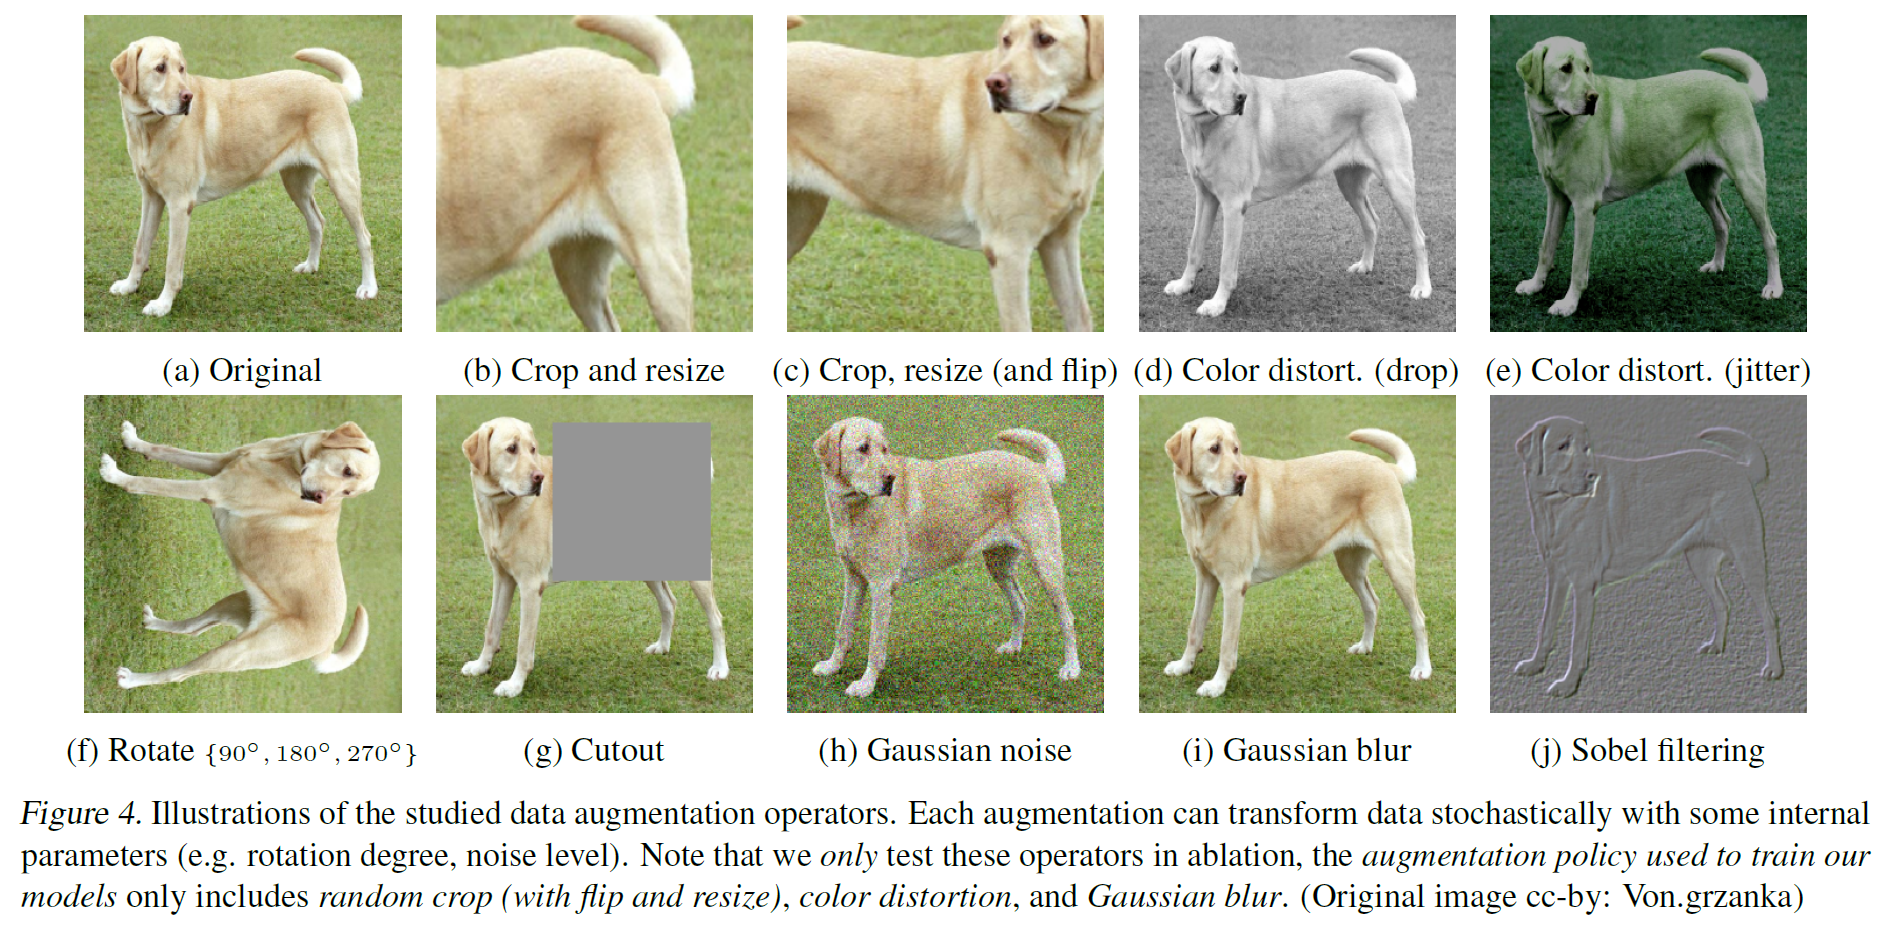 (a) Original
(b) Crop and resize
(c) Crop, resize (and flip)
(d) Color distort. (drop)
(e) Color distort. (jitter)
(f) Rotate {90°, 180°, 270°}
(g) Cutout
(h) Gaussian noise
(i) Gaussian blur
(j) Sobel filtering
Figure 4. Illustrations of the studied data augmentation operators. Each augmentation can transform data stochastically with some internal
parameters (e.g. rotation degree, noise level). Note that we only test these operators in ablation, the augmentation policy used to train our
models only includes random crop (with flip and resize), color distortion, and Gaussian blur. (Original image cc-by: Von.grzanka)